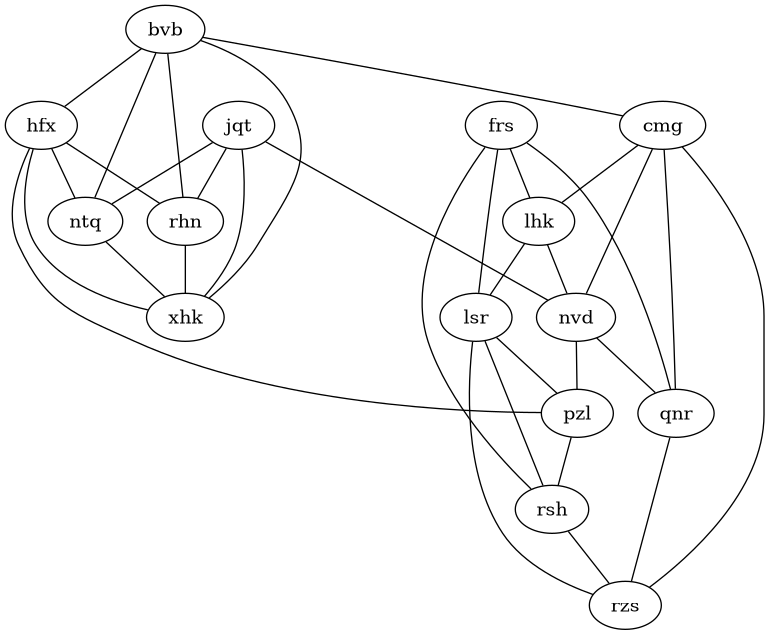 bvb
hfx
jqt
frs
cmg
ntq
rhn
lhk
xhk
lsr
nvd
pzl
qnr
rsh
rzs